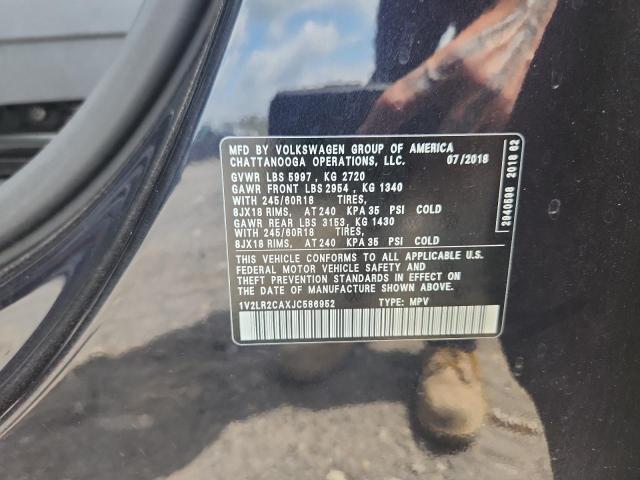 MFD BY VOLKSWAGEN GROUP OF AMERICA
CHATTANOOGA OPERATIONS, LLC. 07/2018
GVWR LBS 5997, KG 2720
GAWR FRONT LBS 2954, KG 1340
WITH 245/60R18 TIRES,
8JX18 RIMS, AT 240 KPA 35 PSI COLD
GAWR REAR LBS 3153, KG 1430
WITH 245/60R18 TIRES,
8JX18 RIMS, AT 240 KPA 35 PSI COLD
THIS VEHICLE CONFORMS TO ALL APPLICABLE U.S.
FEDERAL MOTOR VEHICLE SAFETY AND
THEFT PREVENTION STANDARDS IN EFFECT ON
THE DATE OF MANUFACTURE SHOWN ABOVE.
1V2LR2CAXJC586952 TYPE: MPV
2940598 2018 82